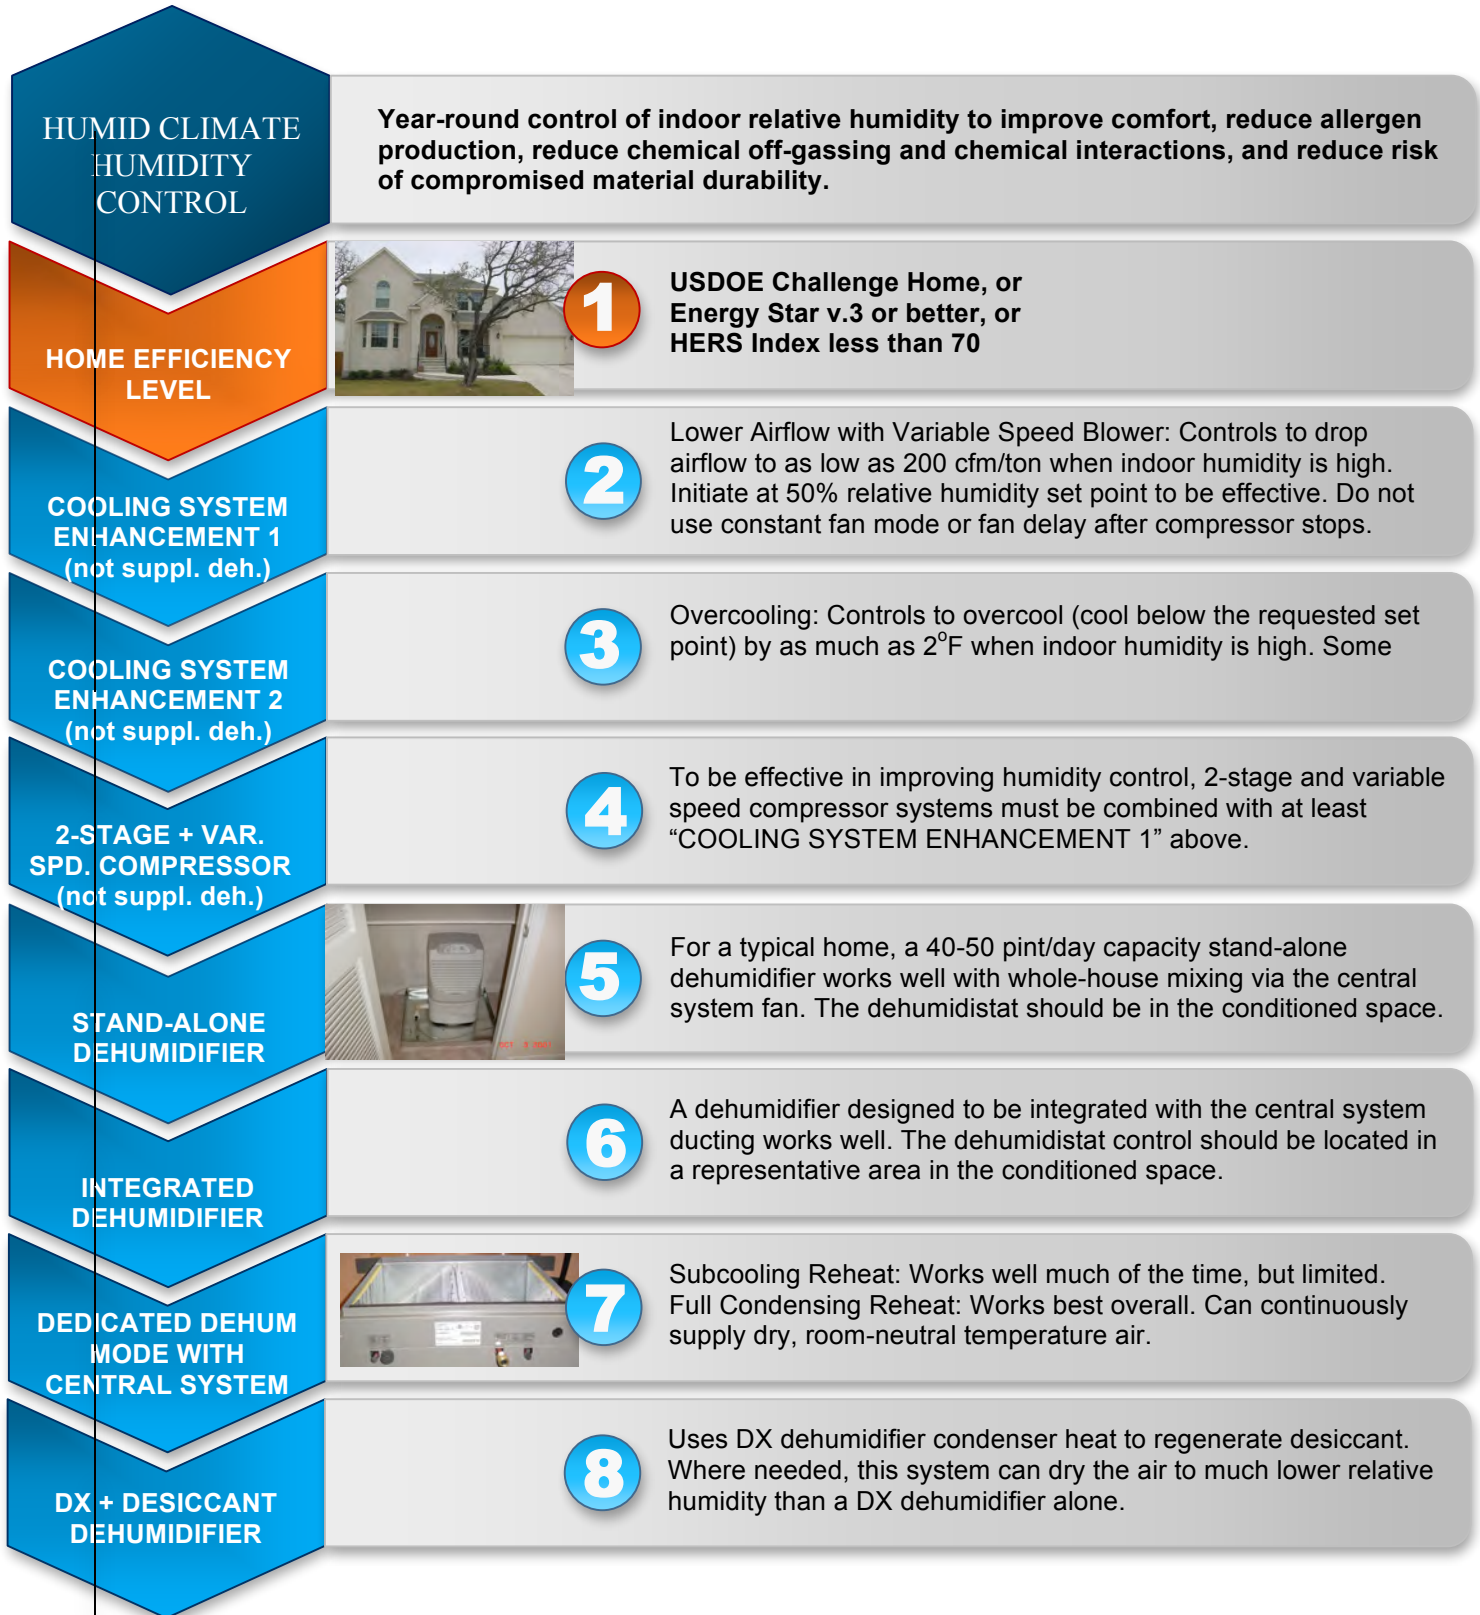 HUMID CLIMATE
HUMIDITY
CONTROL
Year-round control of indoor relative humidity to improve comfort, reduce allergen
production, reduce chemical off-gassing and chemical interactions, and reduce risk
of compromised material durability.
HOME EFFICIENCY
LEVEL
1
USDOE Challenge Home, or
Energy Star v.3 or better, or
HERS Index less than 70
COOLING SYSTEM
ENHANCEMENT 1
(not suppl. deh.)
2
Lower Airflow with Variable Speed Blower: Controls to drop
airflow to as low as 200 cfm/ton when indoor humidity is high.
Initiate at 50% relative humidity set point to be effective. Do not
use constant fan mode or fan delay after compressor stops.
COOLING SYSTEM
ENHANCEMENT 2
(not suppl. deh.)
3
Overcooling: Controls to overcool (cool below the requested set
point) by as much as 2°F when indoor humidity is high. Some
2-STAGE + VAR.
SPD. COMPRESSOR
(not suppl. deh.)
4
To be effective in improving humidity control, 2-stage and variable
speed compressor systems must be combined with at least
“COOLING SYSTEM ENHANCEMENT 1” above.
STAND-ALONE
DEHUMIDIFIER
5
For a typical home, a 40-50 pint/day capacity stand-alone
dehumidifier works well with whole-house mixing via the central
system fan. The dehumidistat should be in the conditioned space.
INTEGRATED
DEHUMIDIFIER
6
A dehumidifier designed to be integrated with the central system
ducting works well. The dehumidistat control should be located in
a representative area in the conditioned space.
DEDICATED DEHUM
MODE WITH
CENTRAL SYSTEM
7
Subcooling Reheat: Works well much of the time, but limited.
Full Condensing Reheat: Works best overall. Can continuously
supply dry, room-neutral temperature air.
DX + DESICCANT
DEHUMIDIFIER
8
Uses DX dehumidifier condenser heat to regenerate desiccant.
Where needed, this system can dry the air to much lower relative
humidity than a DX dehumidifier alone.